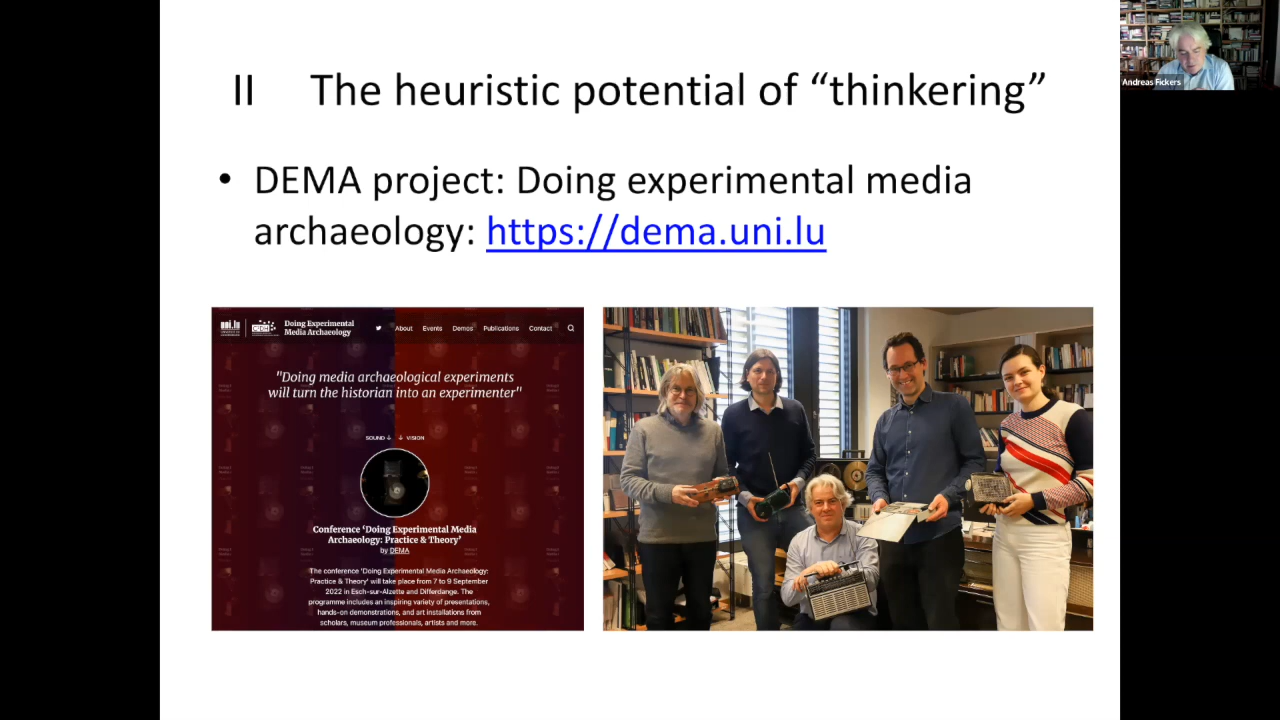 II The heuristic potential of “thinkering”
Andreas Fickers
• DEMA project: Doing experimental media
archaeology: https://dema.uni.lu
uni.lu
Doing Experimental
Media Archaeology
About Events Demos Publications Contact
"Doing media archaeological experiments
will turn the historian into an experimenter"
SOUND ↓ ↓ VISION
Conference ‘Doing Experimental Media
Archaeology: Practice & Theory’
by DEMA
The conference ‘Doing Experimental Media Archaeology:
Practice & Theory’ will take place from 7 to 9 September
2022 in Esch-sur-Alzette and Differdange. The
programme includes an inspiring variety of presentations,
hands-on demonstrations, and art installations from
scholars, museum professionals, artists and more.